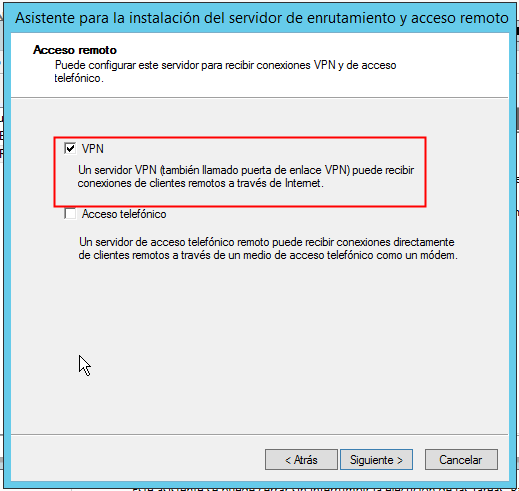 Asistente para la instalación del servidor de enrutamiento y acceso remoto
Acceso remoto
Puede configurar este servidor para recibir conexiones VPN y de acceso
telefónico.
VPN
Un servidor VPN (también llamado puerta de enlace VPN) puede recibir
conexiones de clientes remotos a través de Internet.
Acceso telefónico
Un servidor de acceso telefónico remoto puede recibir conexiones directamente
de clientes remotos a través de un medio de acceso telefónico como un módem.
< Atrás
Siguiente >
Cancelar